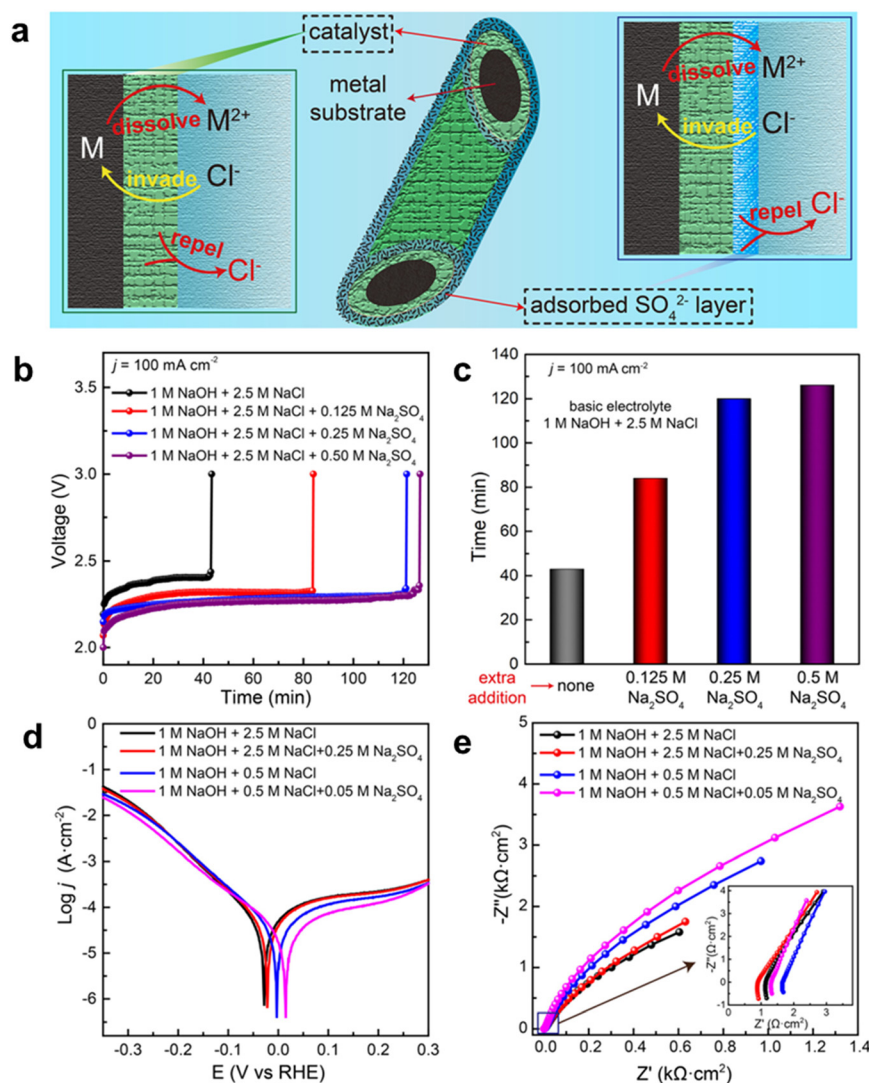 a
catalyst
metal
substrate
M
dissolve
M²⁺
invade
Cl⁻
repel
Cl⁻
M
dissolve
M²⁺
invade
Cl⁻
repel
Cl⁻
adsorbed SO₄²⁻ layer
b
j = 100 mA cm⁻²
1 M NaOH + 2.5 M NaCl
1 M NaOH + 2.5 M NaCl + 0.125 M Na₂SO₄
1 M NaOH + 2.5 M NaCl + 0.25 M Na₂SO₄
1 M NaOH + 2.5 M NaCl + 0.50 M Na₂SO₄
Voltage (V)
3.5
3.0
2.5
2.0
0 20 40 60 80 100 120
Time (min)
c
j = 100 mA cm⁻²
basic electrolyte
1 M NaOH + 2.5 M NaCl
Time (min)
140
120
100
80
60
40
20
0
extra
addition
none
0.125 M
Na₂SO₄
0.25 M
Na₂SO₄
0.5 M
Na₂SO₄
d
1 M NaOH + 2.5 M NaCl
1 M NaOH + 2.5 M NaCl+0.25 M Na₂SO₄
1 M NaOH + 0.5 M NaCl
1 M NaOH + 0.5 M NaCl+0.05 M Na₂SO₄
Log j (A·cm⁻²)
0
-1
-2
-3
-4
-5
-6
-0.3 -0.2 -0.1 0.0 0.1 0.2 0.3
E (V vs RHE)
e
1 M NaOH + 2.5 M NaCl
1 M NaOH + 2.5 M NaCl+0.25 M Na₂SO₄
1 M NaOH + 0.5 M NaCl
1 M NaOH + 0.5 M NaCl+0.05 M Na₂SO₄
-Z''(kΩ·cm²)
5
4
3
2
1
0
0.0 0.2 0.4 0.6 0.8 1.0 1.2 1.4
Z' (kΩ·cm²)
-Z''(Ω·cm²)
4
3
2
1
0
-1
0 1 2 3 4
Z' (Ω·cm²)